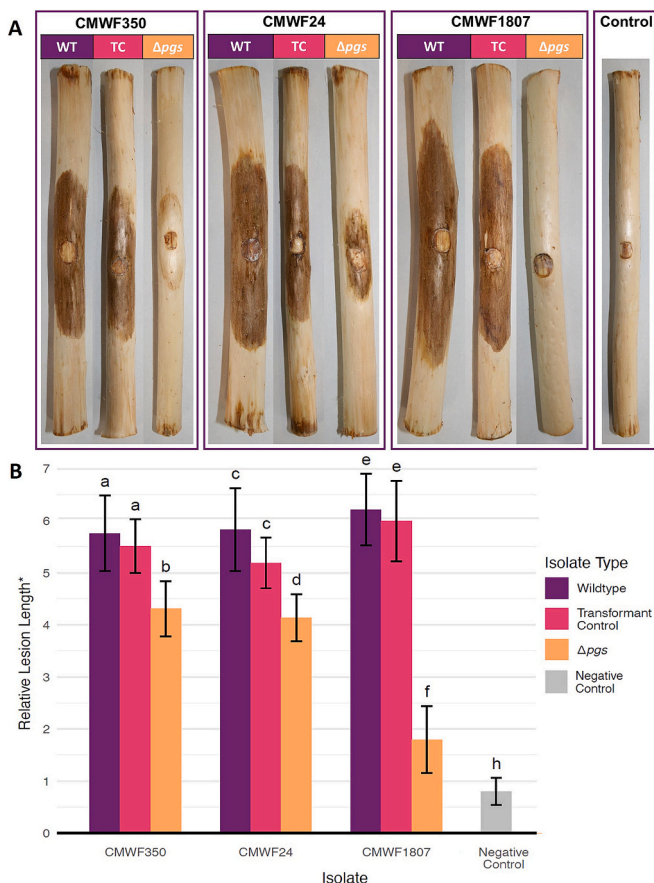 A
CMWF350
CMWF24
CMWF1807
Control
WT TC Δpgs
WT TC Δpgs
WT TC Δpgs
B
Relative Lesion Length*
7
6
5
4
3
2
1
0
a
a
b
c
c
d
e
e
f
h
CMWF350
CMWF24
CMWF1807
Negative
Control
Isolate
Isolate Type
Wildtype
Transformant
Control
Δpgs
Negative
Control